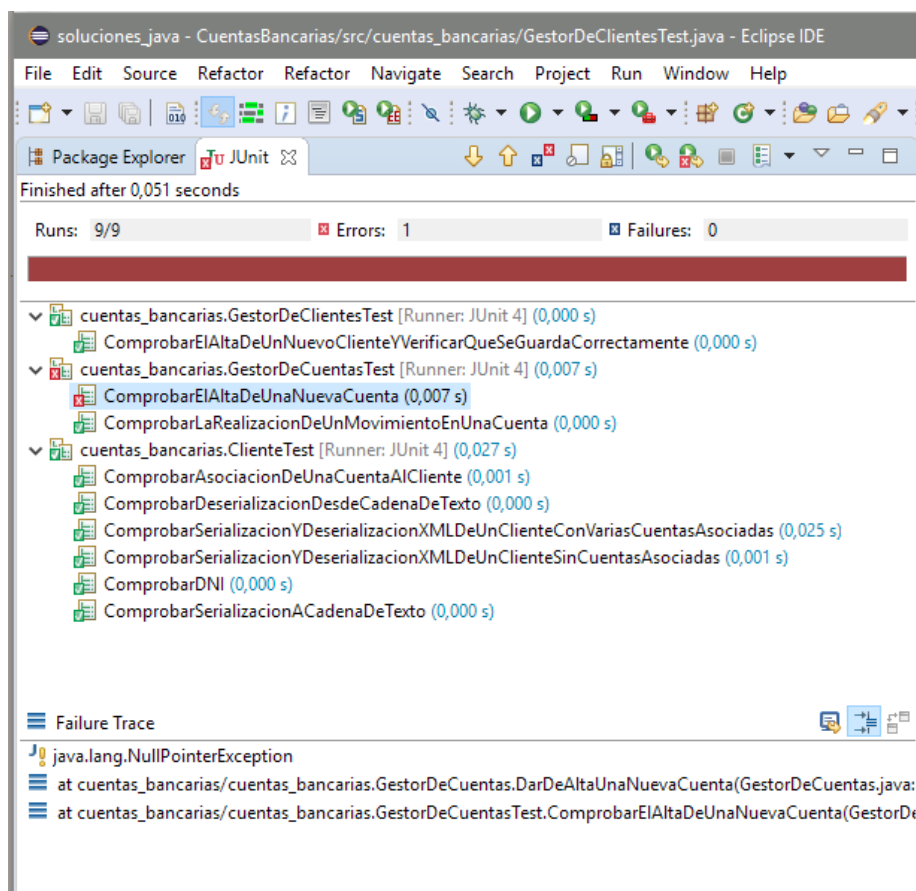 soluciones_java - CuentasBancarias/src/cuentas_bancarias/GestorDeClientesTest.java - Eclipse IDE
File Edit Source Refactor Refactor Navigate Search Project Run Window Help
010
Package Explorer JUnit
Finished after 0,051 seconds
Runs: 9/9 Errors: 1 Failures: 0
cuentas_bancarias.GestorDeClientesTest [Runner: JUnit 4] (0,000 s)
ComprobarElAltaDeUnNuevoClienteYVerificarQueSeGuardaCorrectamente (0,000 s)
cuentas_bancarias.GestorDeCuentasTest [Runner: JUnit 4] (0,007 s)
ComprobarElAltaDeUnaNuevaCuenta (0,007 s)
ComprobarLaRealizacionDeUnMovimientoEnUnaCuenta (0,000 s)
cuentas_bancarias.ClienteTest [Runner: JUnit 4] (0,027 s)
ComprobarAsociacionDeUnaCuentaAlCliente (0,001 s)
ComprobarDeserializacionDesdeCadenaDeTexto (0,000 s)
ComprobarSerializacionYDeserializacionXMLDeUnClienteConVariasCuentasAsociadas (0,025 s)
ComprobarSerializacionYDeserializacionXMLDeUnClienteSinCuentasAsociadas (0,001 s)
ComprobarDNI (0,000 s)
ComprobarSerializacionACadenaDeTexto (0,000 s)
Failure Trace
java.lang.NullPointerException
at cuentas_bancarias/cuentas_bancarias.GestorDeCuentas.DarDeAltaUnaNuevaCuenta(GestorDeCuentas.java:
at cuentas_bancarias/cuentas_bancarias.GestorDeCuentasTest.ComprobarElAltaDeUnaNuevaCuenta(GestorDe